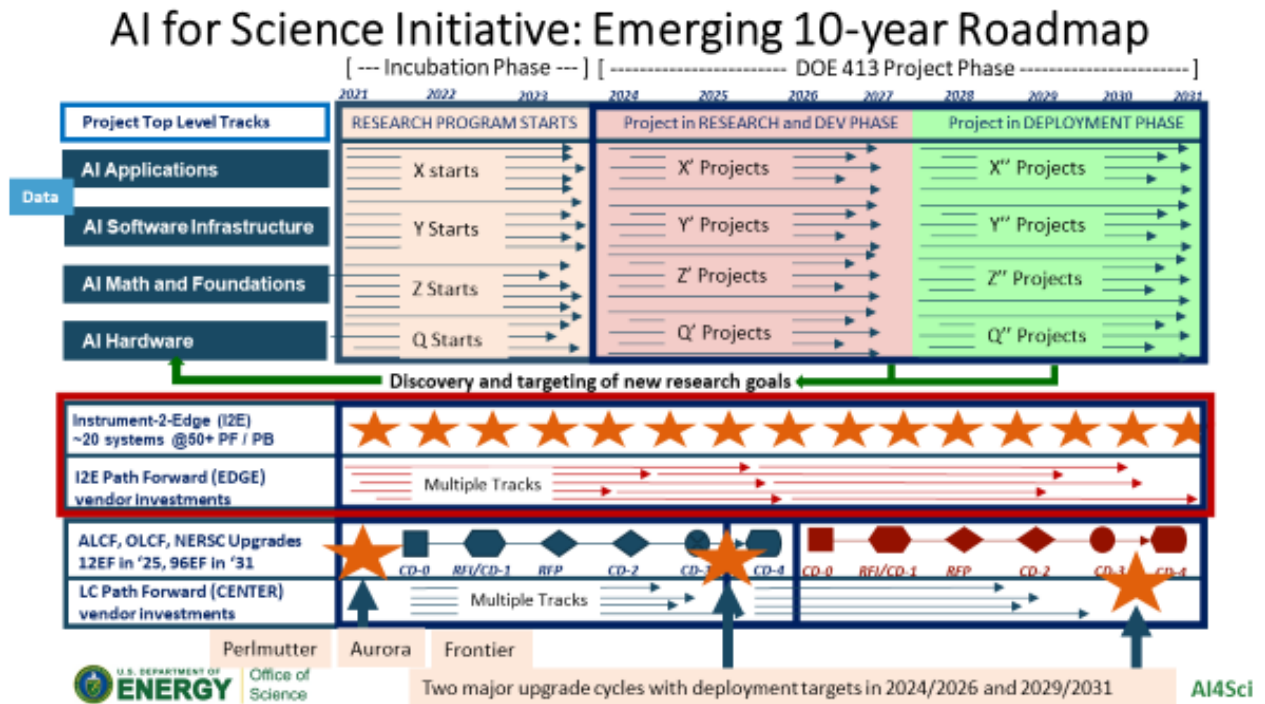 AI for Science Initiative: Emerging 10-year Roadmap
[ --- Incubation Phase --- ] [ ------------------------- DOE 413 Project Phase ------------------------ ]
2021 2022 2023 2024 2025 2026 2027 2028 2029 2030 2031
Project Top Level Tracks
RESEARCH PROGRAM STARTS
Project in RESEARCH and DEV PHASE
Project in DEPLOYMENT PHASE
Data
AI Applications
X starts
X′ Projects
X′′ Projects
AI Software Infrastructure
Y Starts
Y′ Projects
Y′′ Projects
AI Math and Foundations
Z Starts
Z′ Projects
Z′′ Projects
AI Hardware
Q Starts
Q′ Projects
Q′′ Projects
Discovery and targeting of new research goals
Instrument-2-Edge (I2E)
~20 systems @50+ PF / PB
I2E Path Forward (EDGE)
vendor investments
Multiple Tracks
ALCF, OLCF, NERSC Upgrades
12EF in ‘25, 96EF in ‘31
CD-0 RFI/CD-1 RFP CD-2 CD-3 CD-4
CD-0 RFI/CD-1 RFP CD-2 CD-3 CD-4
LC Path Forward (CENTER)
vendor investments
Multiple Tracks
Perlmutter
Aurora
Frontier
U.S. DEPARTMENT OF
ENERGY
Office of
Science
Two major upgrade cycles with deployment targets in 2024/2026 and 2029/2031
AI4Sci